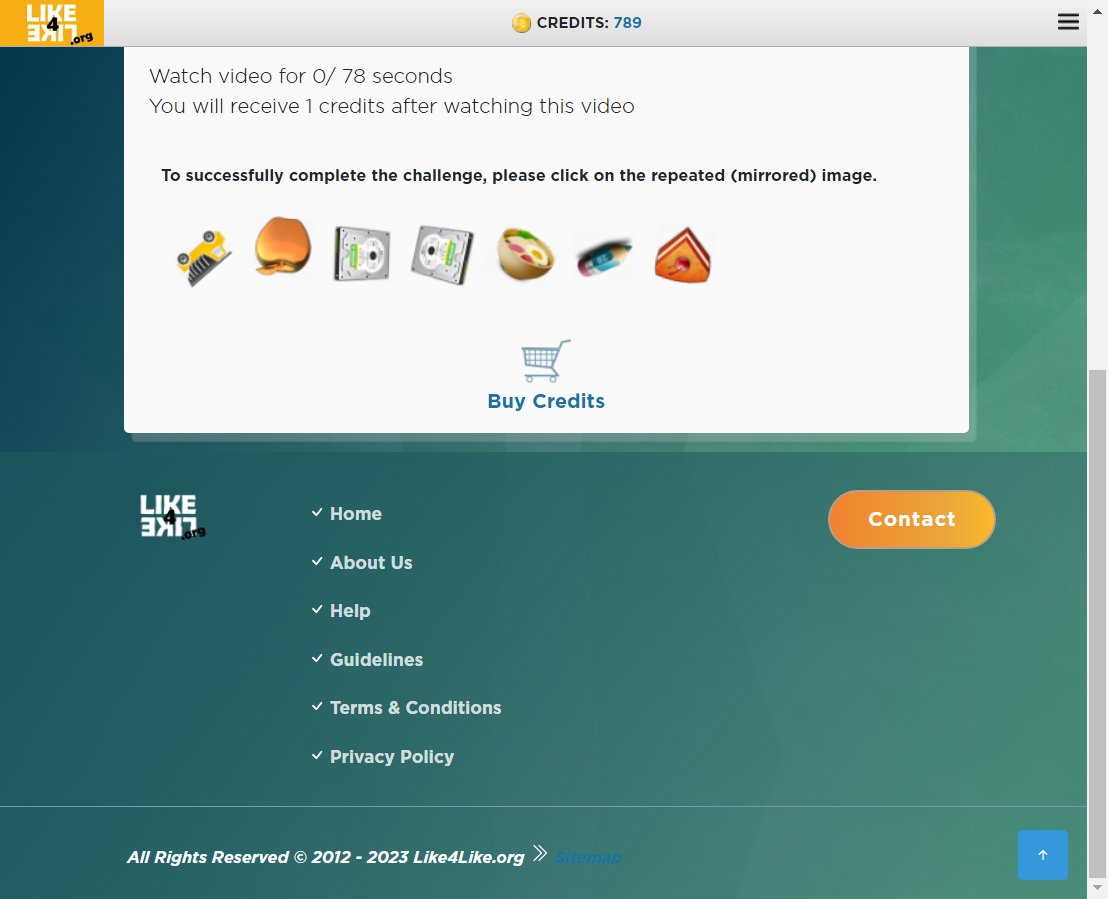 LIKE
4
LIKE
.org
CREDITS: 789
Watch video for 0/ 78 seconds
You will receive 1 credits after watching this video
To successfully complete the challenge, please click on the repeated (mirrored) image.
Buy Credits
LIKE
4
LIKE
.org
Home
About Us
Help
Guidelines
Terms & Conditions
Privacy Policy
Contact
All Rights Reserved © 2012 - 2023 Like4Like.org » Sitemap